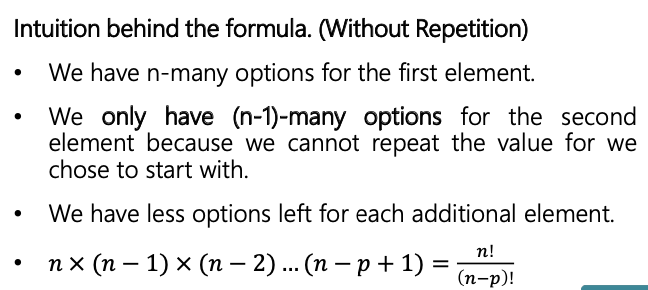 Intuition behind the formula. (Without Repetition)
• We have n-many options for the first element.
• We only have (n-1)-many options for the second
element because we cannot repeat the value for we
chose to start with.
• We have less options left for each additional element.
• n × (n − 1) × (n − 2) … (n − p + 1) = n!/(n−p)!